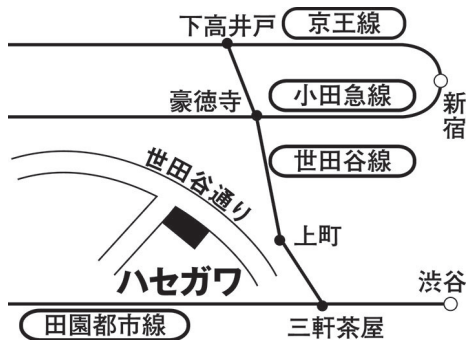 下高井戸
京王線
豪徳寺
小田急線
新宿
世田谷通り
世田谷線
上町
ハセガワ
渋谷
田園都市線
三軒茶屋